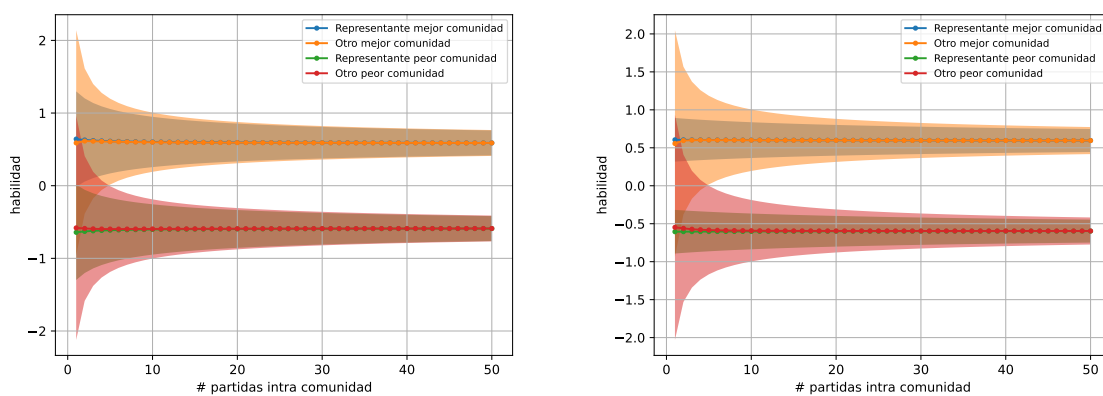 Representante mejor comunidad
Otro mejor comunidad
Representante peor comunidad
Otro peor comunidad
2
1
0
−1
−2
habilidad
0
10
20
30
40
50
# partidas intra comunidad
Representante mejor comunidad
Otro mejor comunidad
Representante peor comunidad
Otro peor comunidad
2.0
1.5
1.0
0.5
0.0
−0.5
−1.0
−1.5
−2.0
habilidad
0
10
20
30
40
50
# partidas intra comunidad